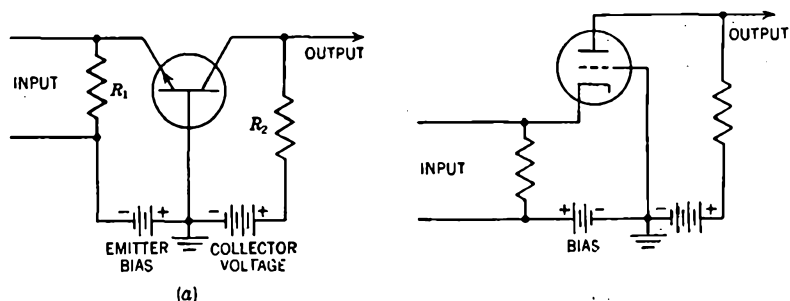 INPUT
R₁
OUTPUT
R₂
- +
- +
EMITTER
BIAS
COLLECTOR
VOLTAGE
(a)
OUTPUT
INPUT
+ -
- +
BIAS